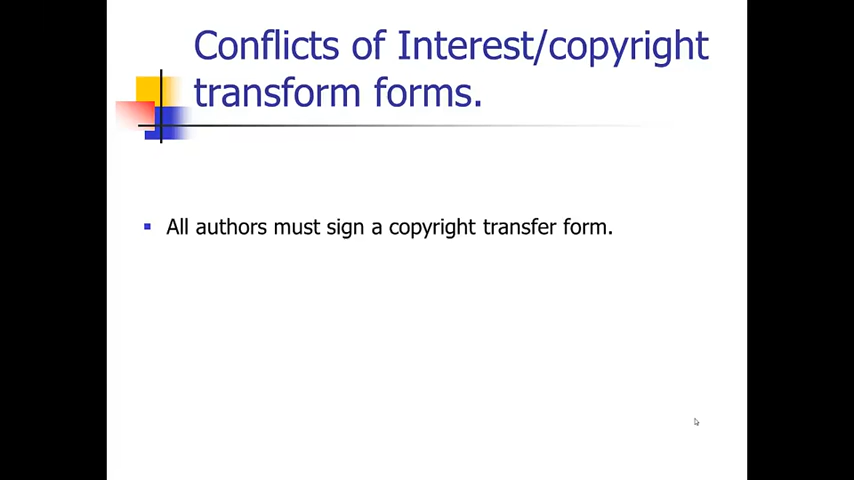 Conflicts of Interest/copyright
transform forms.
All authors must sign a copyright transfer form.